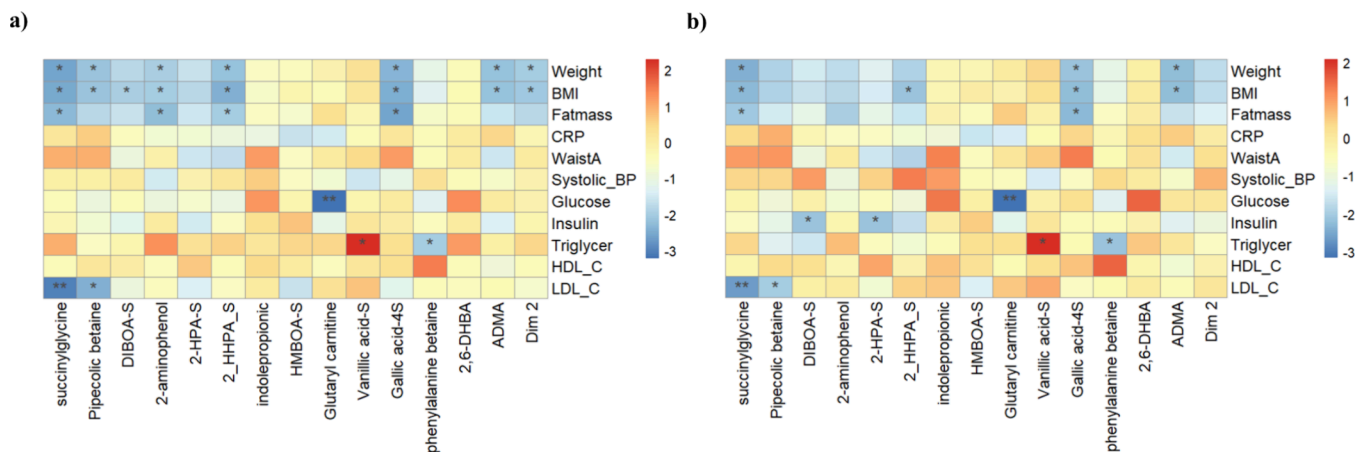 a)
* * * * * * *
Weight
* * * * * * * *
BMI
* * * *
Fatmass
CRP
WaistA
Systolic_BP
**
Glucose
Insulin
* *
Triglycer
HDL_C
** *
LDL_C
2
1
0
-1
-2
-3
succinylglycine
Pipecolic betaine
DIBOA-S
2-aminophenol
2-HPA-S
2_HHPA_S
indolepropionic
HMBOA-S
Glutaryl carnitine
Vanillic acid-S
Gallic acid-4S
phenylalanine betaine
2,6-DHBA
ADMA
Dim 2
b)
* * *
Weight
* * * *
BMI
* *
Fatmass
CRP
WaistA
Systolic_BP
**
Glucose
* *
Insulin
* *
Triglycer
HDL_C
** *
LDL_C
2
1
0
-1
-2
-3
succinylglycine
Pipecolic betaine
DIBOA-S
2-aminophenol
2-HPA-S
2_HHPA_S
indolepropionic
HMBOA-S
Glutaryl carnitine
Vanillic acid-S
Gallic acid-4S
phenylalanine betaine
2,6-DHBA
ADMA
Dim 2